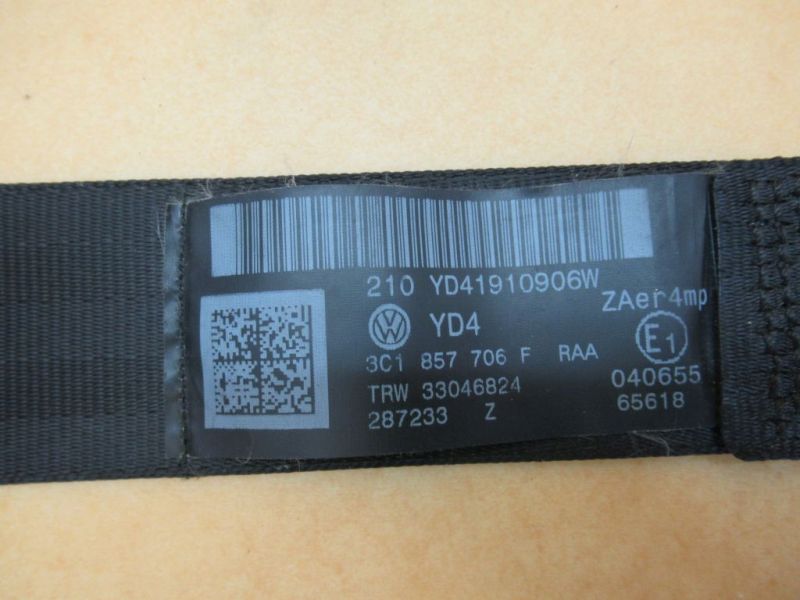 210 YD41910906W
ZAer4mp
YD4
E1
3C1 857 706 F RAA
TRW 33046824
040655
287233 Z
65618